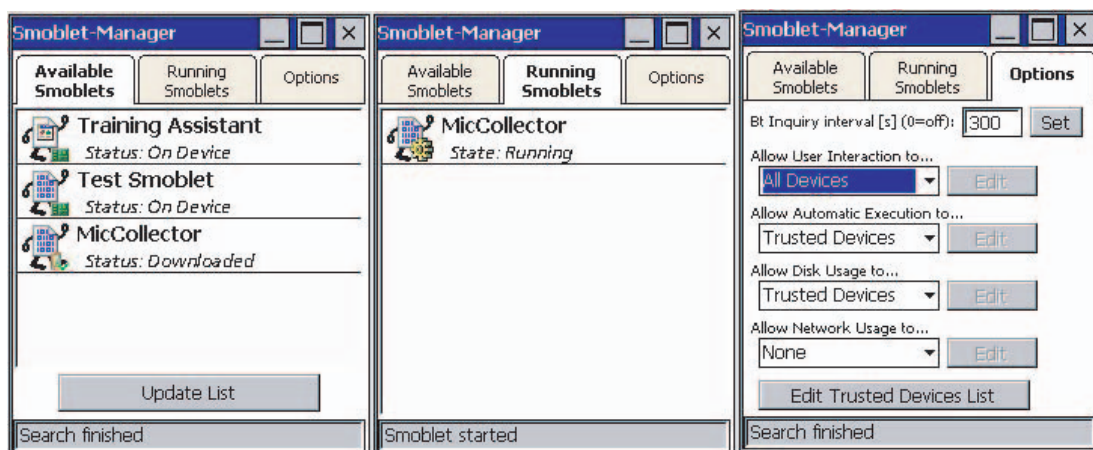 Smoblet-Manager
Available Smoblets
Running Smoblets
Options
Training Assistant
Status: On Device
Test Smoblet
Status: On Device
MicCollector
Status: Downloaded
Update List
Search finished
Smoblet-Manager
Available Smoblets
Running Smoblets
Options
MicCollector
State: Running
Smoblet started
Smoblet-Manager
Available Smoblets
Running Smoblets
Options
Bt Inquiry interval [s] (0=off): 300 Set
Allow User Interaction to...
All Devices Edit
Allow Automatic Execution to...
Trusted Devices Edit
Allow Disk Usage to...
Trusted Devices Edit
Allow Network Usage to...
None Edit
Edit Trusted Devices List
Search finished